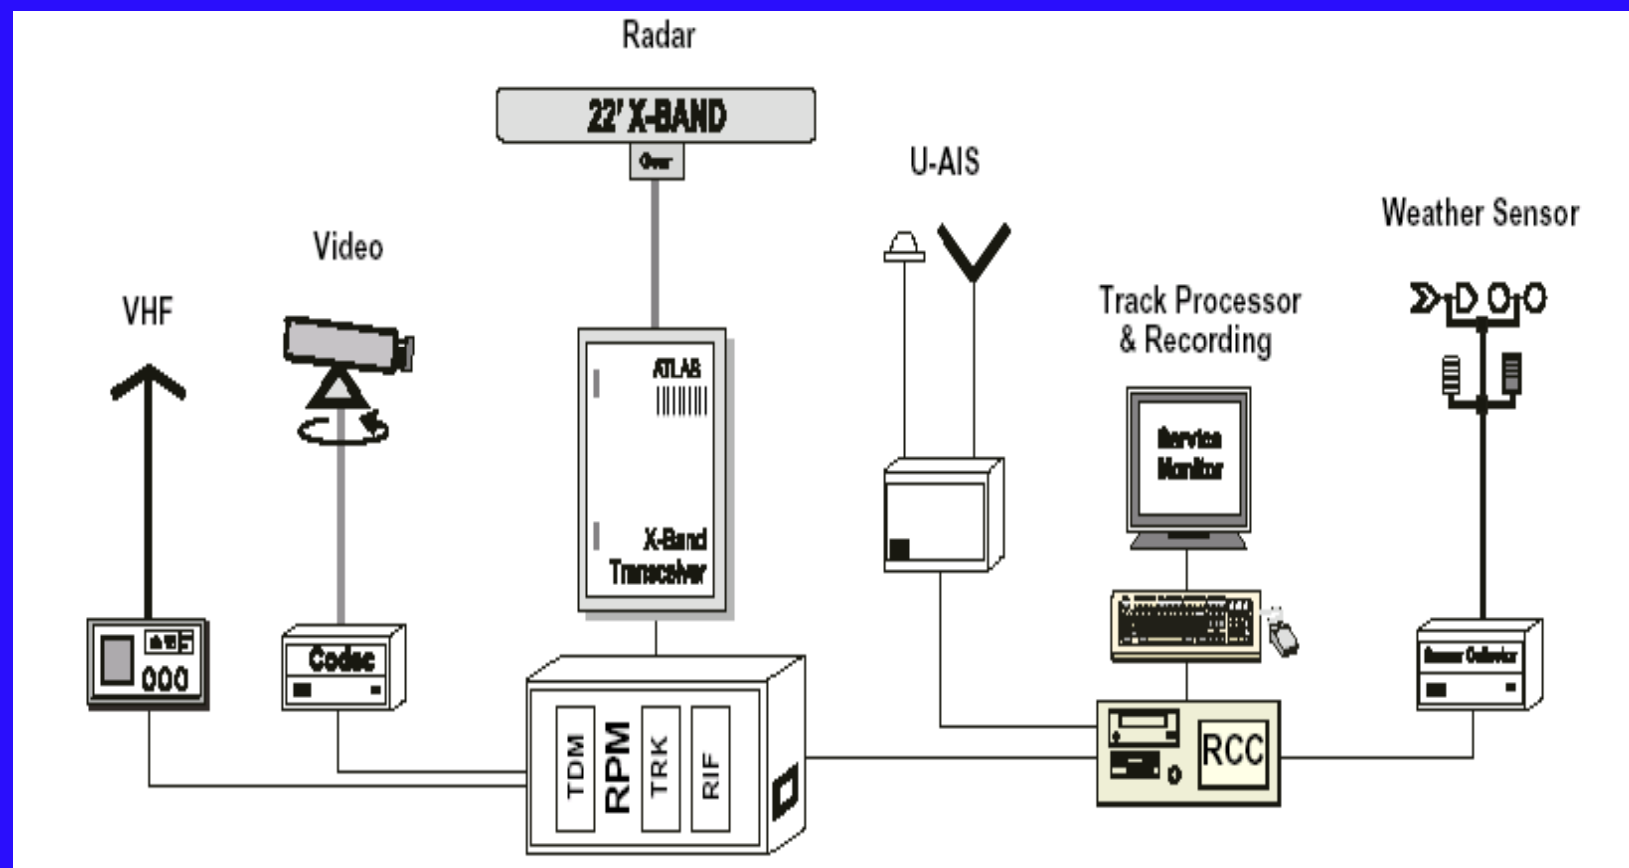 Radar
22' X-BAND
U-AIS
Weather Sensor
Video
VHF
Track Processor
& Recording
ATLAS
Service
Monitor
X-Band
Transceiver
Codec
TDM
RPM
TRK
RIF
RCC